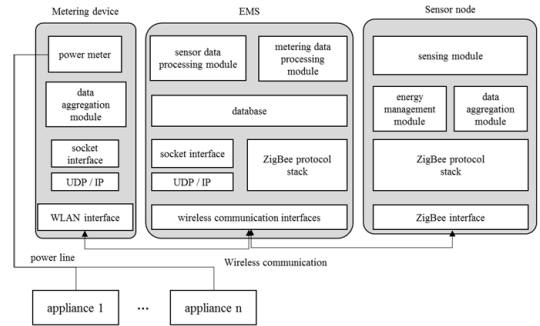 Metering device
EMS
Sensor node
power meter
data
aggregation
module
socket
interface
UDP / IP
WLAN interface
sensor data
processing module
metering data
processing
module
database
socket interface
UDP / IP
ZigBee protocol
stack
wireless communication interfaces
sensing module
energy
management
module
data
aggregation
module
ZigBee protocol
stack
ZigBee interface
power line
Wireless communication
appliance 1
...
appliance n